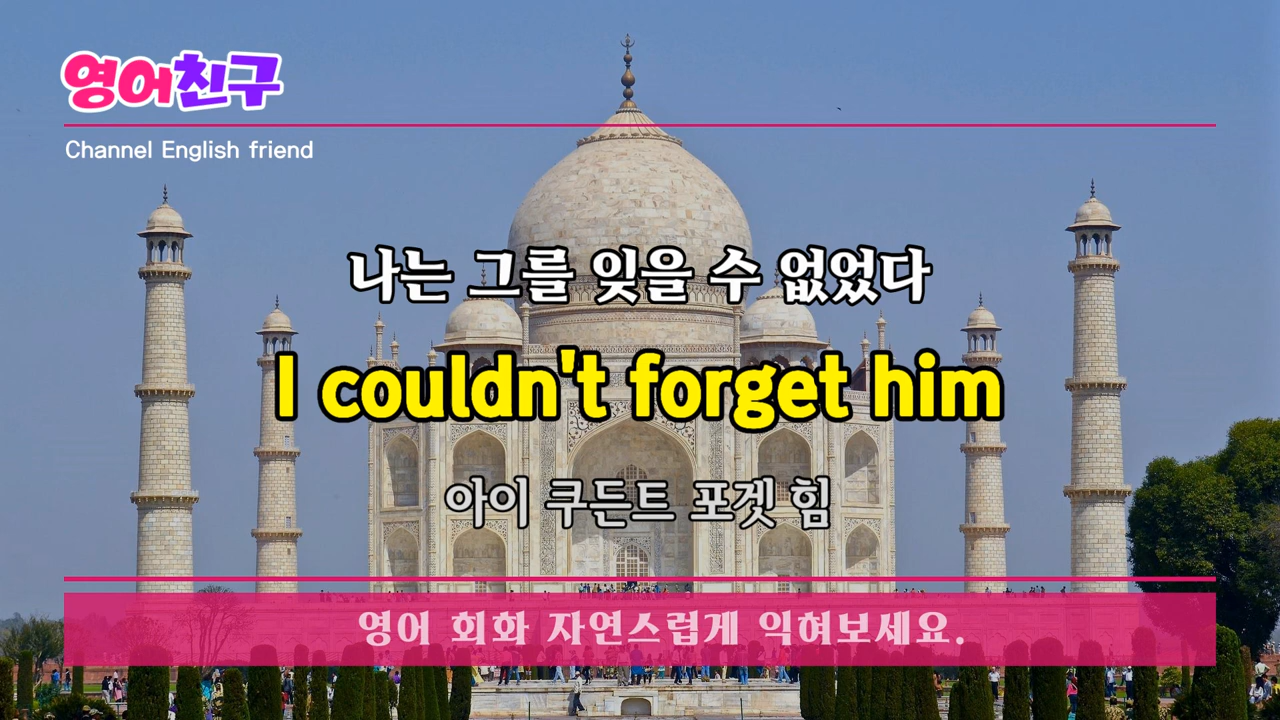 영어친구
Channel English friend
나는 그를 잊을 수 없었다
I couldn't forget him
아이 쿠든트 포겟 힘
영어 회화 자연스럽게 익혀보세요.